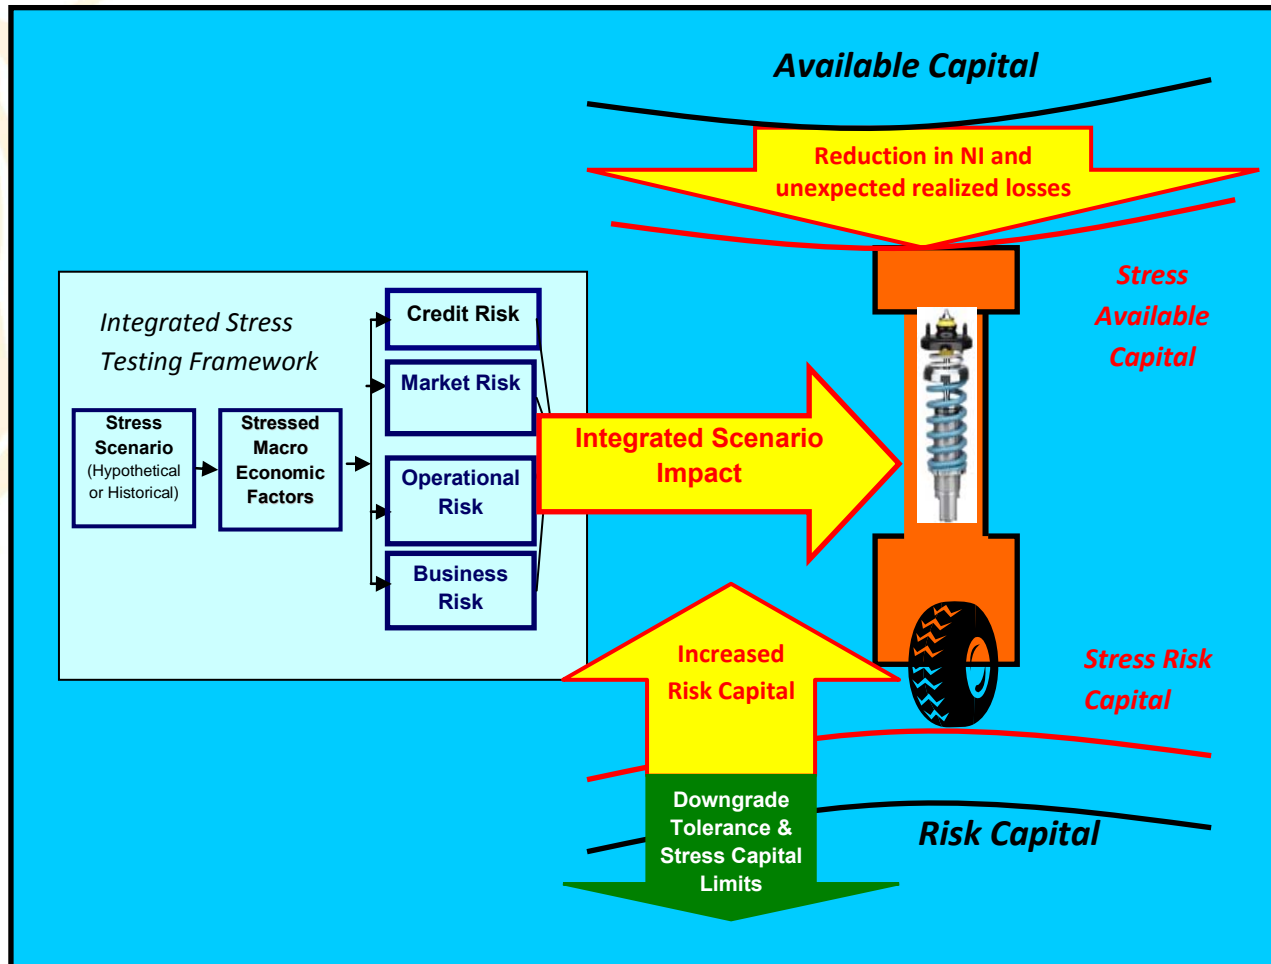 Available Capital
Reduction in NI and
unexpected realized losses
Stress
Available
Capital
Integrated Stress
Testing Framework
Stress
Scenario
(Hypothetical
or Historical)
Stressed
Macro
Economic
Factors
Credit Risk
Market Risk
Operational
Risk
Business
Risk
Integrated Scenario
Impact
Increased
Risk Capital
Stress Risk
Capital
Downgrade
Tolerance &
Stress Capital
Limits
Risk Capital